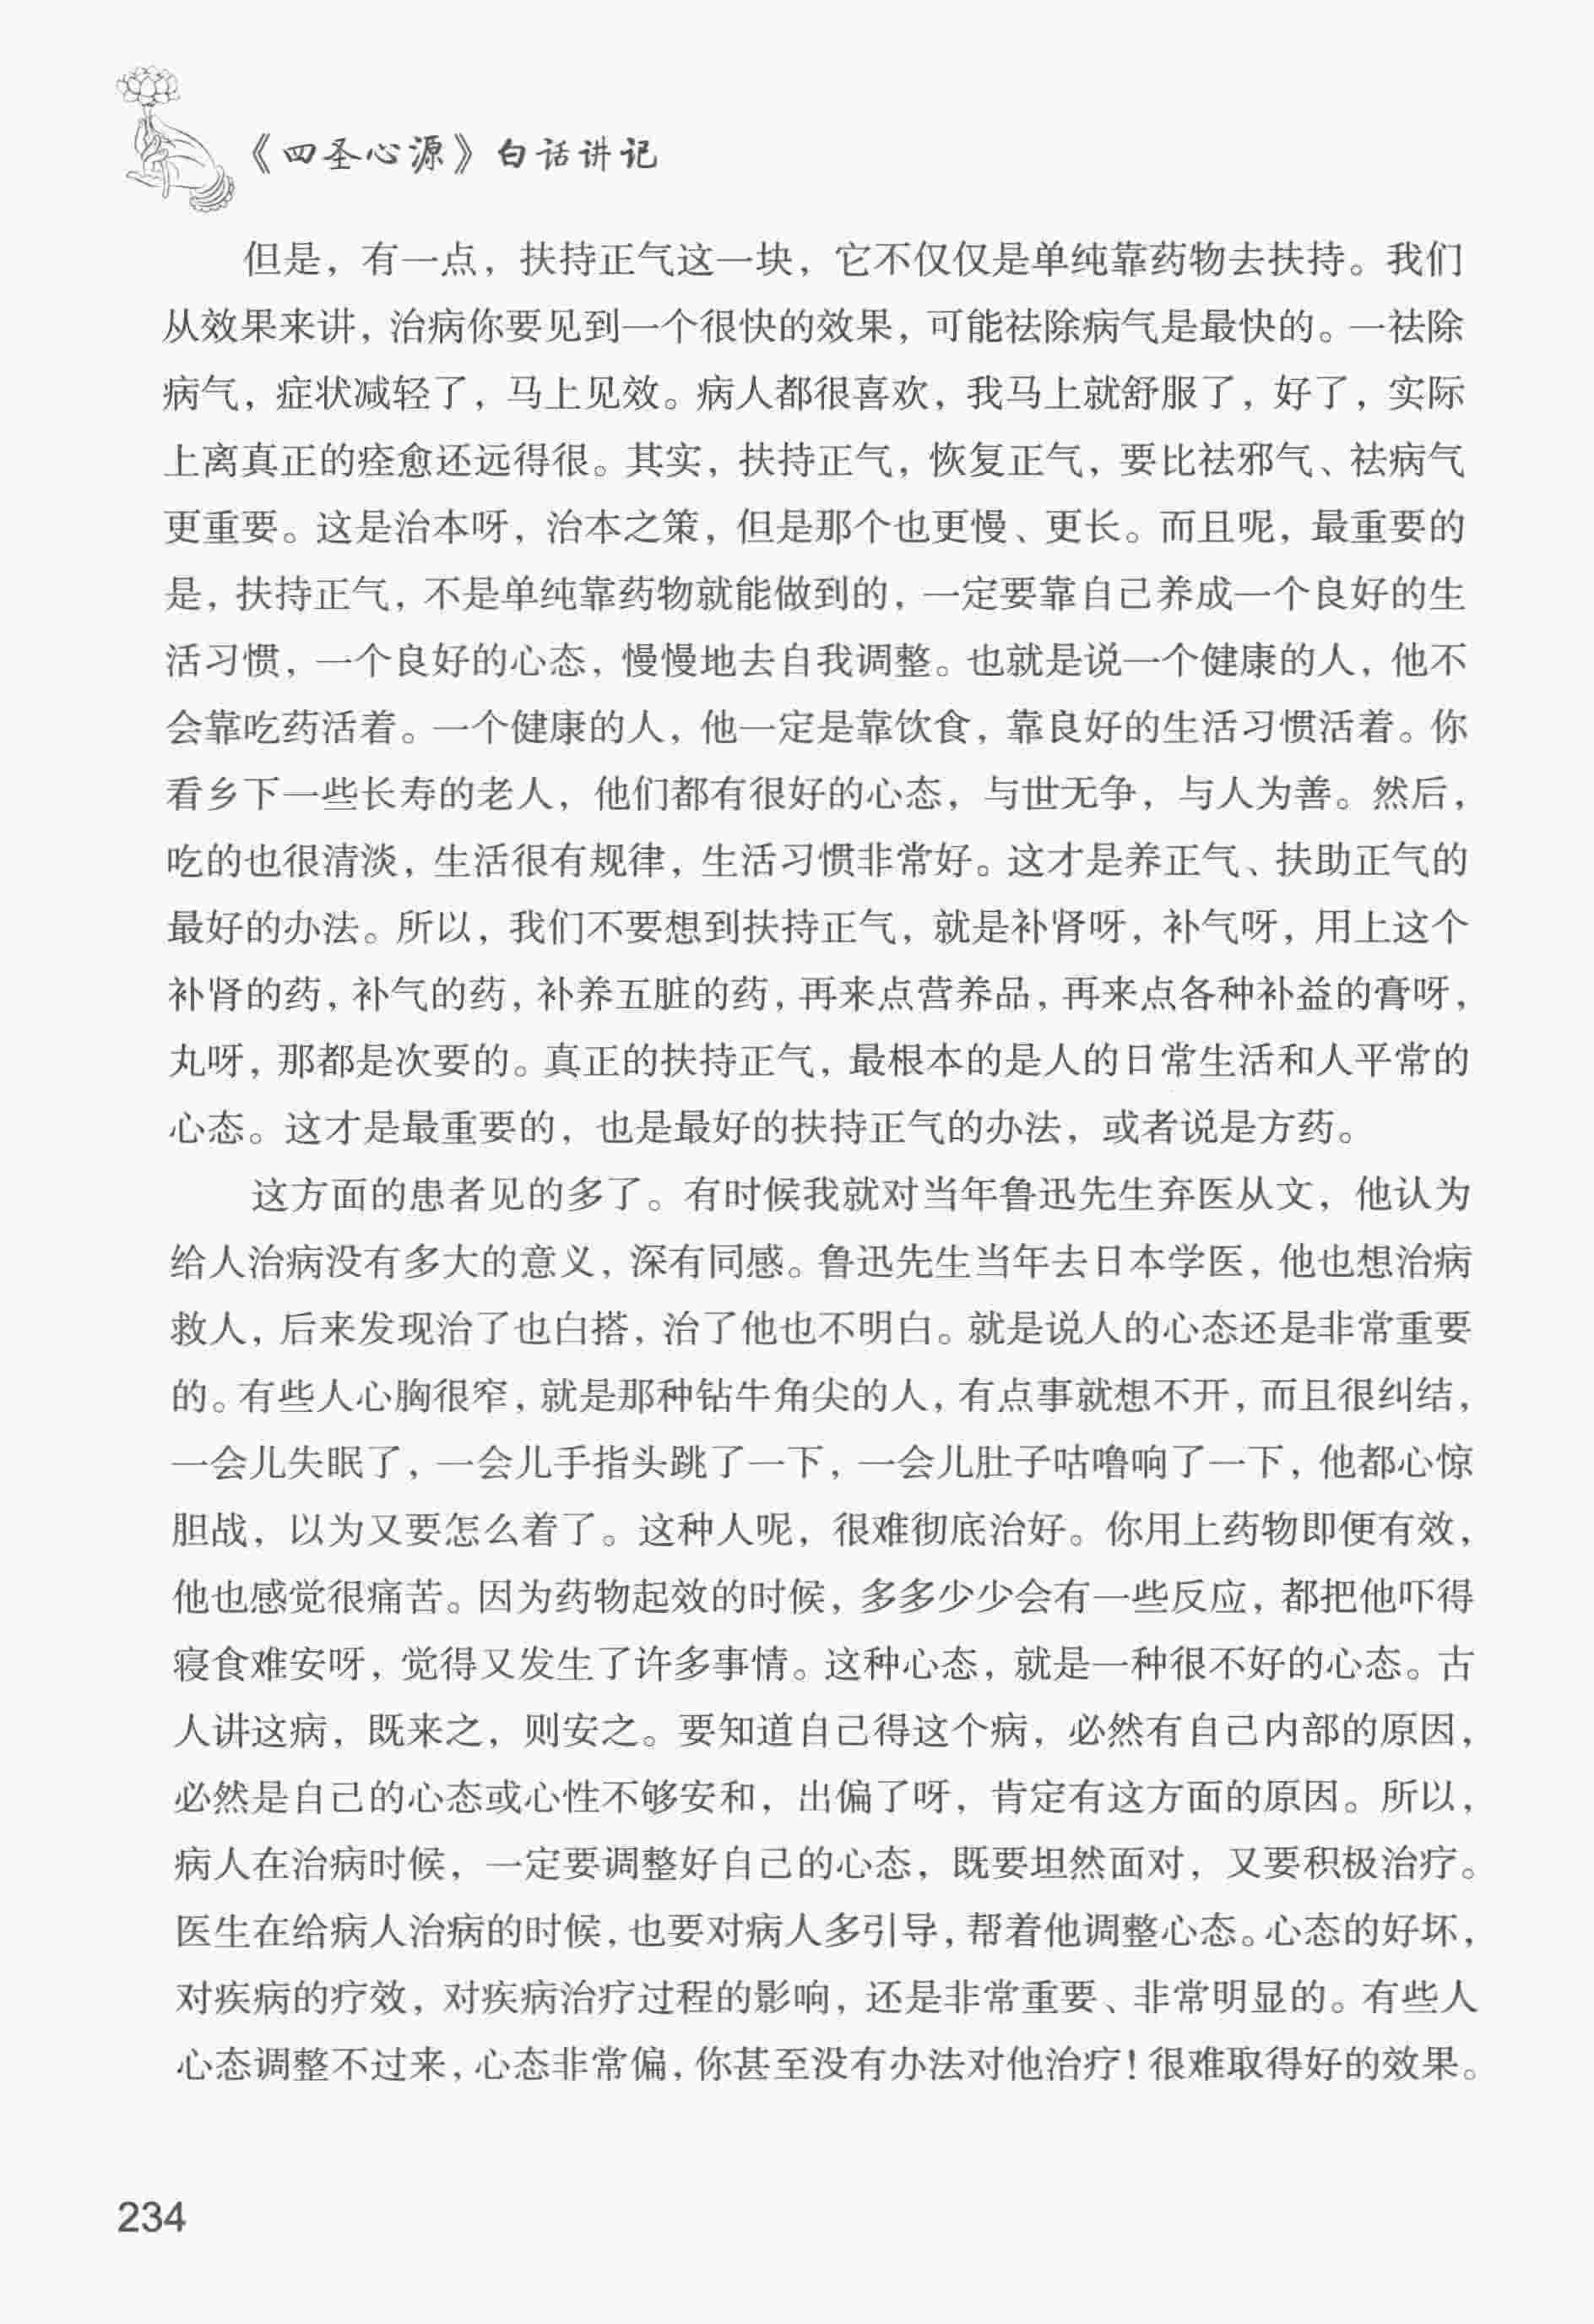 《四圣心源》白话讲记
但是，有一点，扶持正气这一块，它不仅仅是单纯靠药物去扶持。我们
从效果来讲，治病你要见到一个很快的效果，可能祛除病气是最快的。一祛除
病气，症状减轻了，马上见效。病人都很喜欢，我马上就舒服了，好了，实际
上离真正的痊愈还远得很。其实，扶持正气，恢复正气，要比祛邪气、祛病气
更重要。这是治本呀，治本之策，但是那个也更慢、更长。而且呢，最重要的
是，扶持正气，不是单纯靠药物就能做到的，一定要靠自己养成一个良好的生
活习惯，一个良好的心态，慢慢地去自我调整。也就是说一个健康的人，他不
会靠吃药活着。一个健康的人，他一定是靠饮食，靠良好的生活习惯活着。你
看乡下一些长寿的老人，他们都有很好的心态，与世无争，与人为善。然后，
吃的也很清淡，生活很有规律，生活习惯非常好。这才是养正气、扶助正气的
最好的办法。所以，我们不要想到扶持正气，就是补肾呀，补气呀，用上这个
补肾的药，补气的药，补养五脏的药，再来点营养品，再来点各种补益的膏呀，
丸呀，那都是次要的。真正的扶持正气，最根本的是人的日常生活和人平常的
心态。这才是最重要的，也是最好的扶持正气的办法，或者说是方药。
这方面的患者见的多了。有时候我就对当年鲁迅先生弃医从文，他认为
给人治病没有多大的意义，深有同感。鲁迅先生当年去日本学医，他也想治病
救人，后来发现治了也白搭，治了他也不明白。就是说人的心态还是非常重要
的。有些人心胸很窄，就是那种钻牛角尖的人，有点事就想不开，而且很纠结，
一会儿失眠了，一会儿手指头跳了一下，一会儿肚子咕噜响了一下，他都心惊
胆战，以为又要怎么着了。这种人呢，很难彻底治好。你用上药物即便有效，
他也感觉很痛苦。因为药物起效的时候，多多少少会有一些反应，都把他吓得
寝食难安呀，觉得又发生了许多事情。这种心态，就是一种很不好的心态。古
人讲这病，既来之，则安之。要知道自己得这个病，必然有自己内部的原因，
必然是自己的心态或心性不够安和，出偏了呀，肯定有这方面的原因。所以，
病人在治病时候，一定要调整好自己的心态，既要坦然面对，又要积极治疗。
医生在给病人治病的时候，也要对病人多引导，帮着他调整心态。心态的好坏，
对疾病的疗效，对疾病治疗过程的影响，还是非常重要、非常明显的。有些人
心态调整不过来，心态非常偏，你甚至没有办法对他治疗！很难取得好的效果。
234